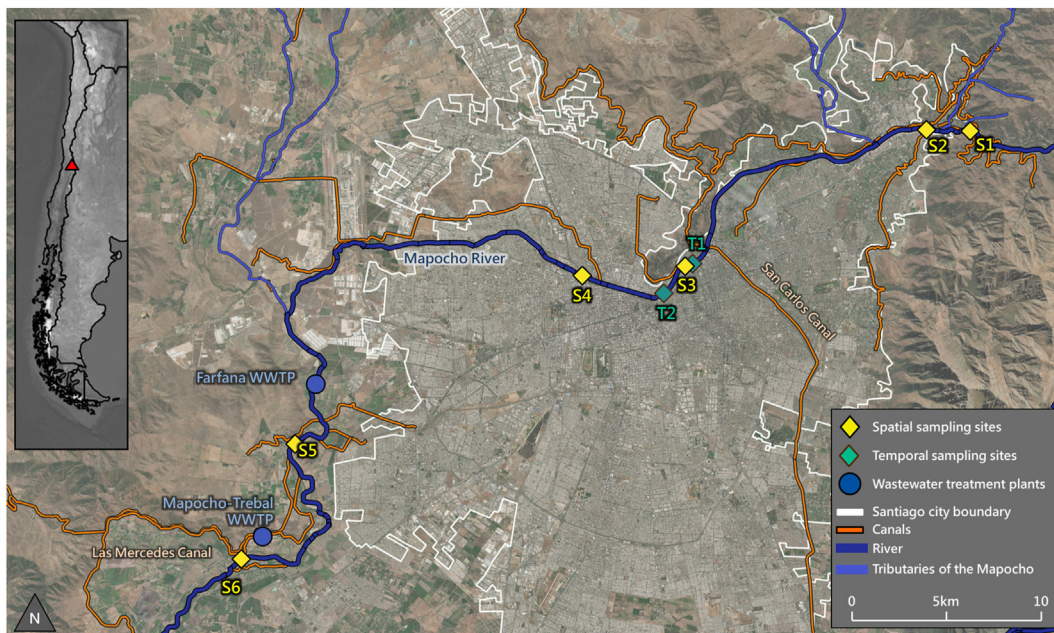 S2
S1
T1
S3
Mapocho River
S4
T2
San Carlos Canal
Farfana WWTP
S5
Mapocho-Trebal
WWTP
Las Mercedes Canal
S6
N
Spatial sampling sites
Temporal sampling sites
Wastewater treatment plants
Santiago city boundary
Canals
River
Tributaries of the Mapocho
0 5km 10